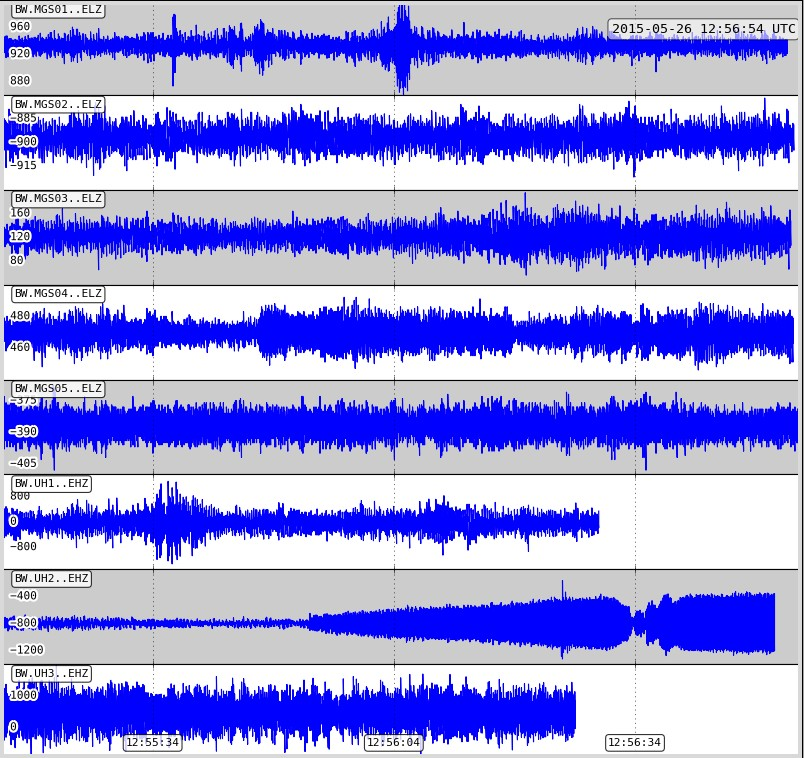 BW.MGS01..ELZ
2015-05-26 12:56:54 UTC
960
920
880
BW.MGS02..ELZ
−885
−900
−915
BW.MGS03..ELZ
160
120
80
BW.MGS04..ELZ
480
460
BW.MGS05..ELZ
−375
−390
−405
BW.UH1..EHZ
800
0
−800
BW.UH2..EHZ
−400
−800
−1200
BW.UH3..EHZ
1000
0
12:55:34 12:56:04 12:56:34